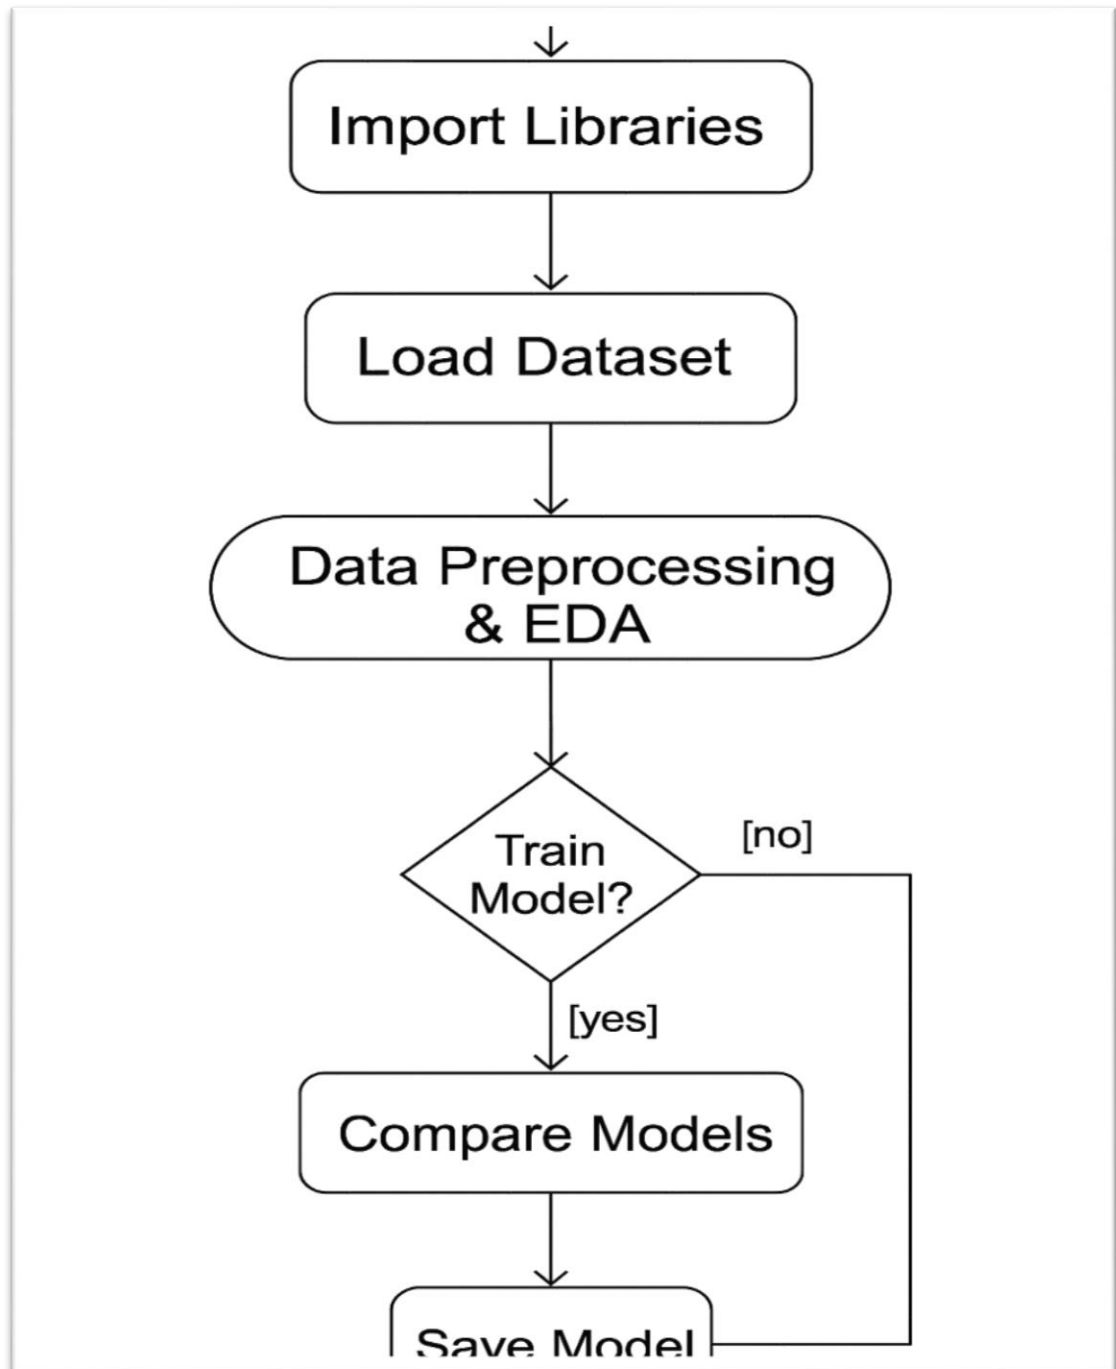 Import Libraries
Load Dataset
Data Preprocessing
& EDA
Train
Model?
[no]
[yes]
Compare Models
Save Model